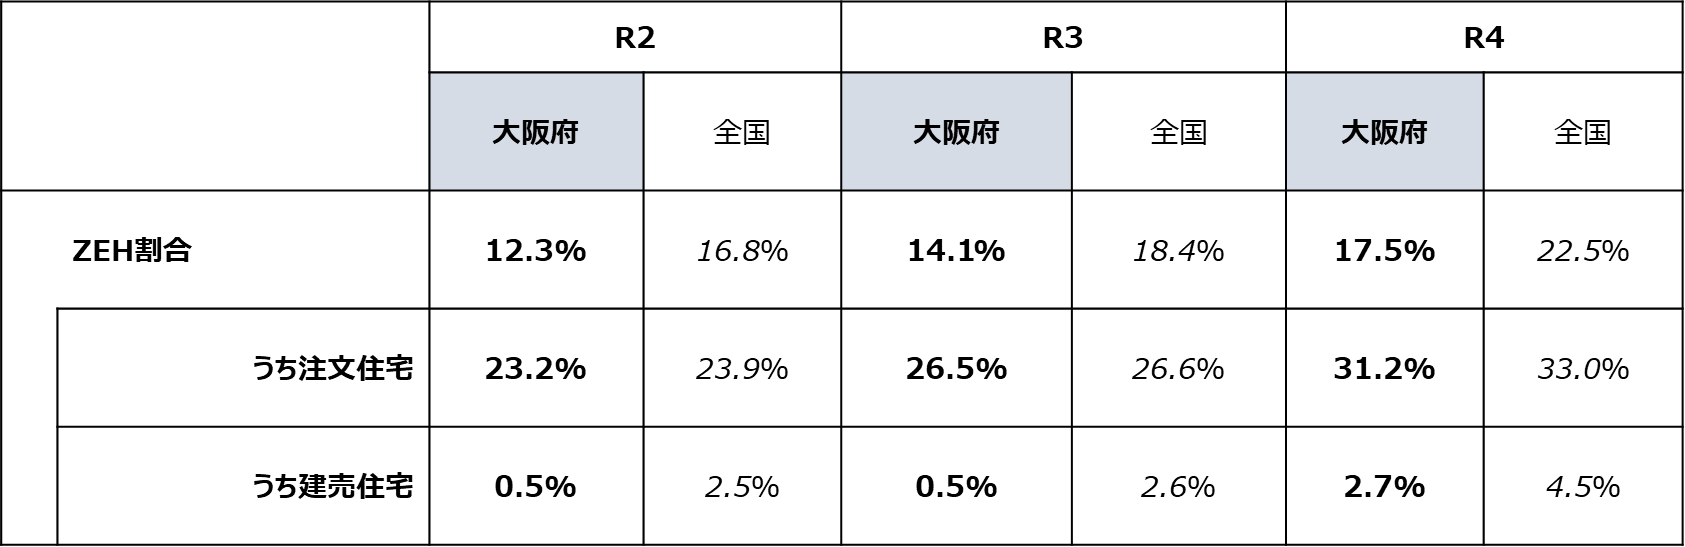 R2 R3 R4
大阪府 全国 大阪府 全国 大阪府 全国
ZEH割合 12.3% 16.8% 14.1% 18.4% 17.5% 22.5%
うち注文住宅 23.2% 23.9% 26.5% 26.6% 31.2% 33.0%
うち建売住宅 0.5% 2.5% 0.5% 2.6% 2.7% 4.5%